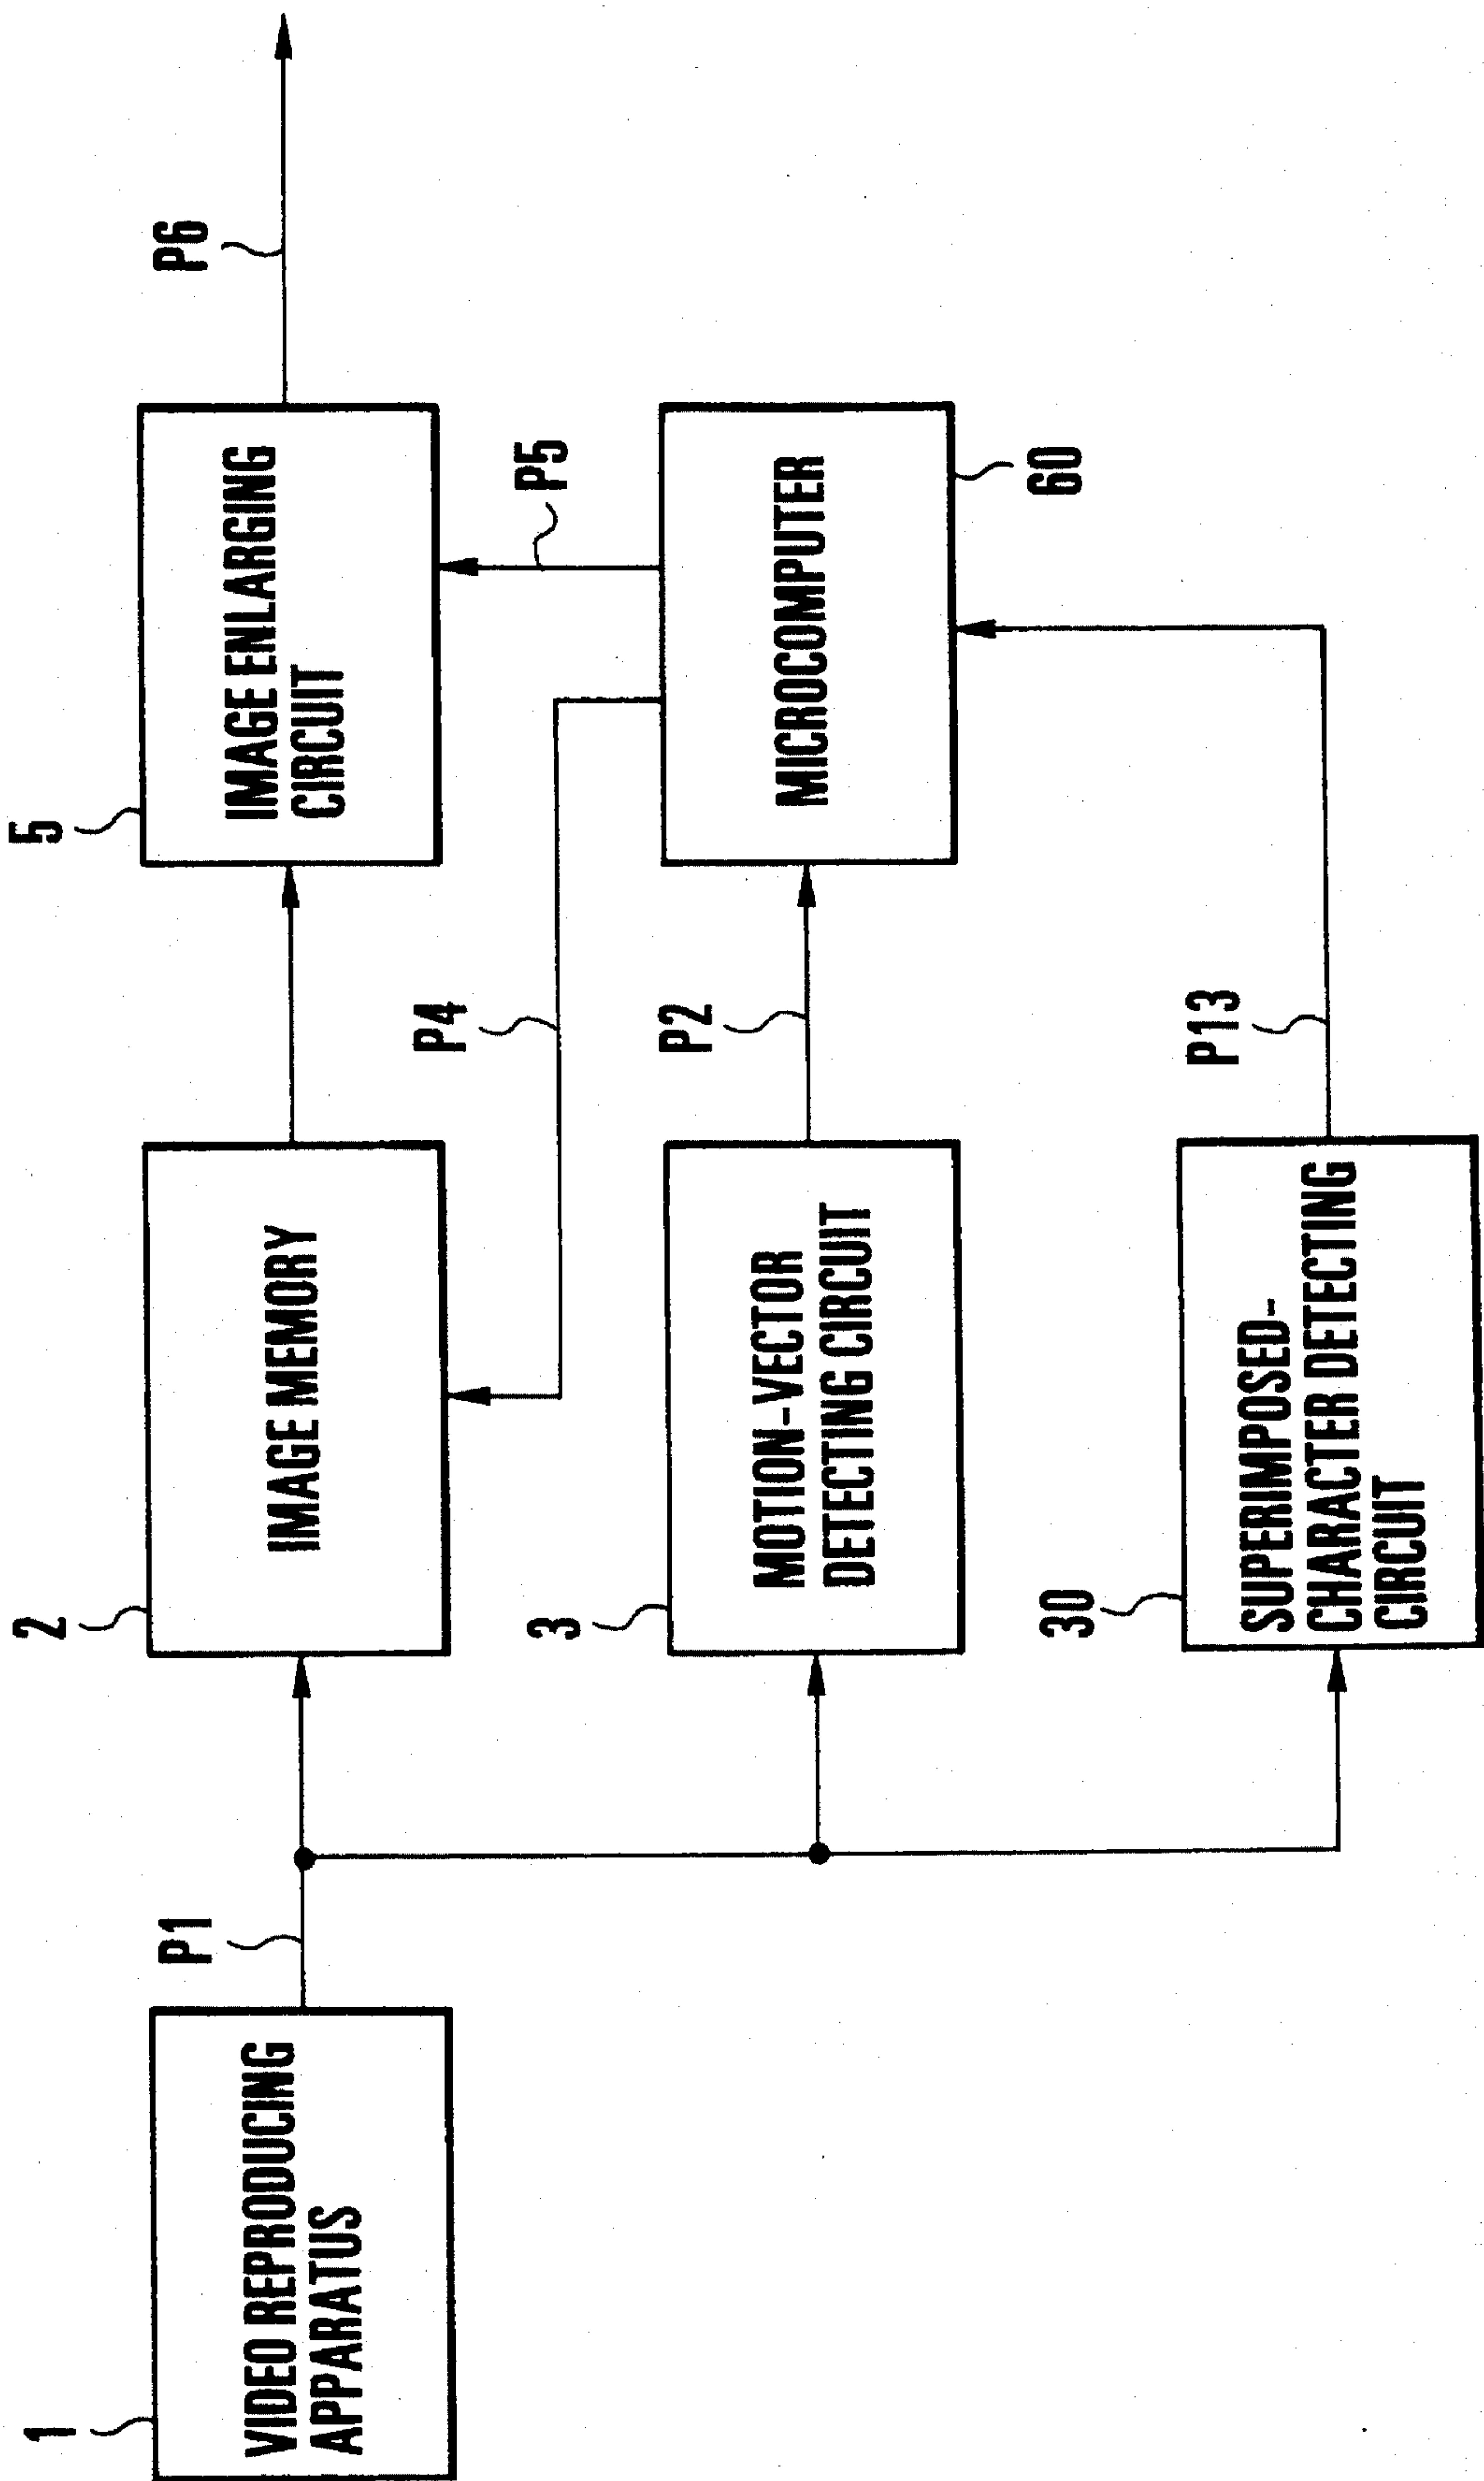 1
VIDEO REPRODUCING
APPARATUS
P1
2
IMAGE MEMORY
5
IMAGE ENLARGING
CIRCUIT
P6
P4
P5
3
MOTION-VECTOR
DETECTING CIRCUIT
P2
MICROCOMPUTER
60
30
SUPERIMPOSED-
CHARACTER DETECTING
CIRCUIT
P13